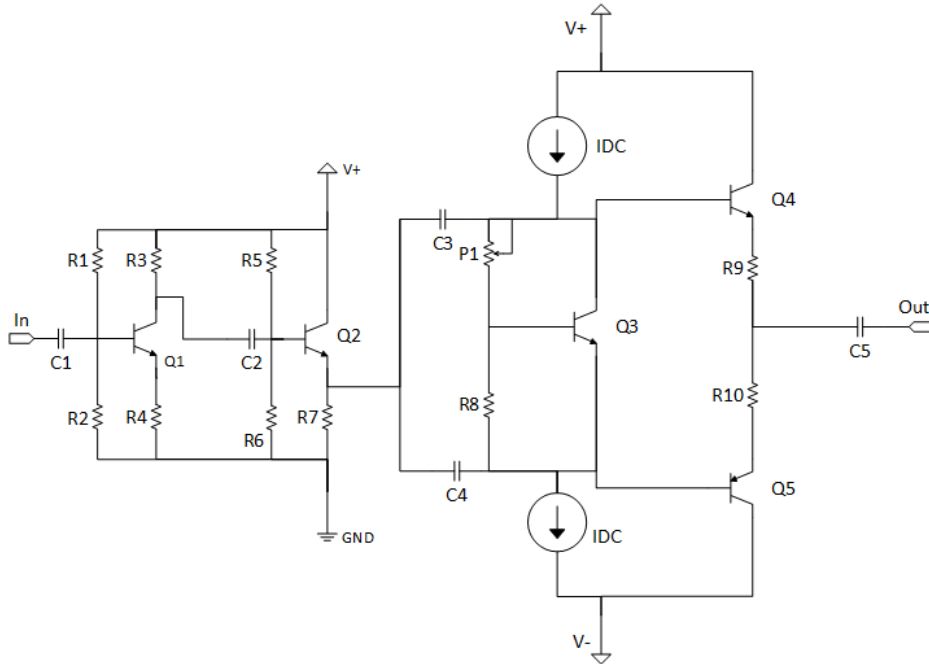 V+
IDC
Q4
V+
C3
P1
R1
R3
R5
R9
In
Out
Q2
Q3
C1
Q1
C2
C5
R2
R4
R6
R7
R8
R10
C4
Q5
IDC
GND
V-